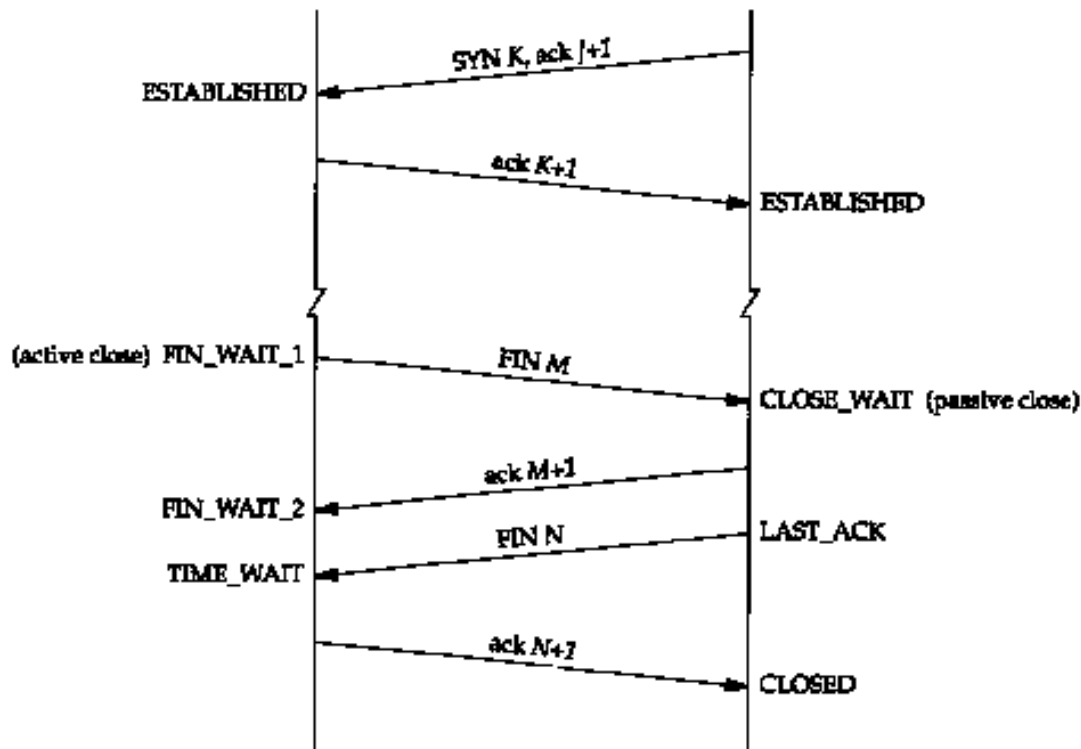 SYN K, ack J+1
ESTABLISHED
ack K+1
ESTABLISHED
(active close) FIN_WAIT_1
FIN M
CLOSE_WAIT (passive close)
ack M+1
FIN_WAIT_2
FIN N
LAST_ACK
TIME_WAIT
ack N+1
CLOSED